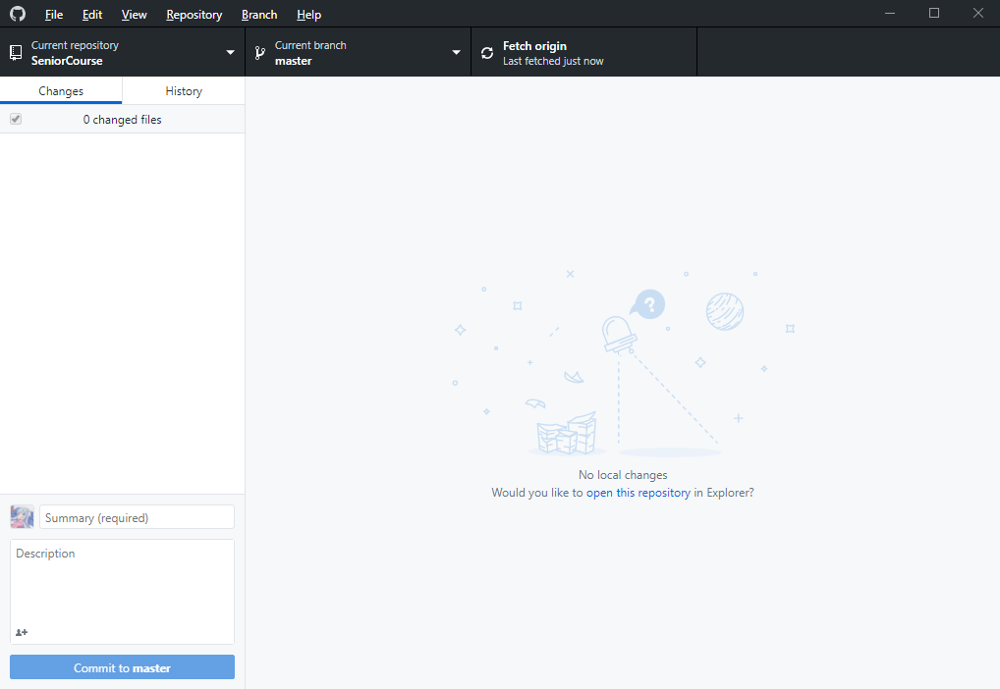 File Edit View Repository Branch Help
Current repository
SeniorCourse
Current branch
master
Fetch origin
Last fetched just now
Changes
History
0 changed files
?
No local changes
Would you like to open this repository in Explorer?
Summary (required)
Description
Commit to master